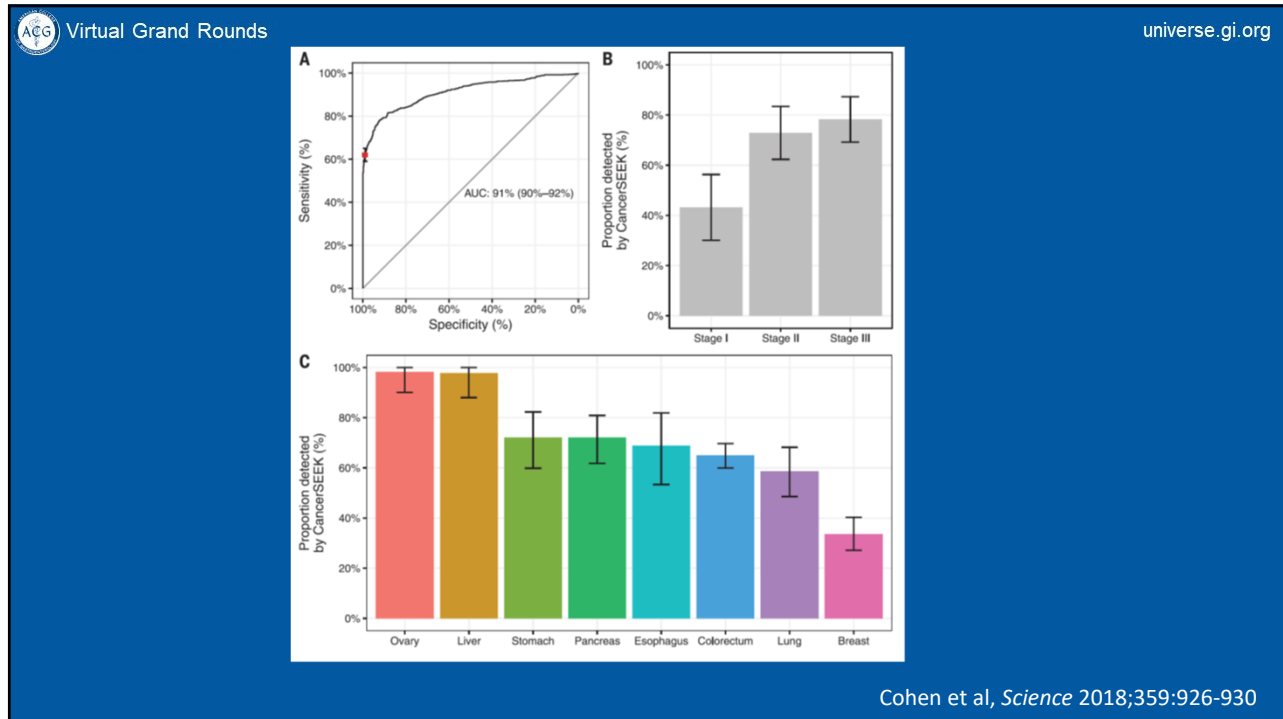 ACG
Virtual Grand Rounds
universe.gi.org
A
100%
80%
60%
40%
20%
0%
Sensitivity (%)
AUC: 91% (90%–92%)
100% 80% 60% 40% 20% 0%
Specificity (%)
B
100%
80%
60%
40%
20%
0%
Proportion detected
by CancerSEEK (%)
Stage I Stage II Stage III
C
100%
80%
60%
40%
20%
0%
Proportion detected
by CancerSEEK (%)
Ovary Liver Stomach Pancreas Esophagus Colorectum Lung Breast
Cohen et al, Science 2018;359:926-930